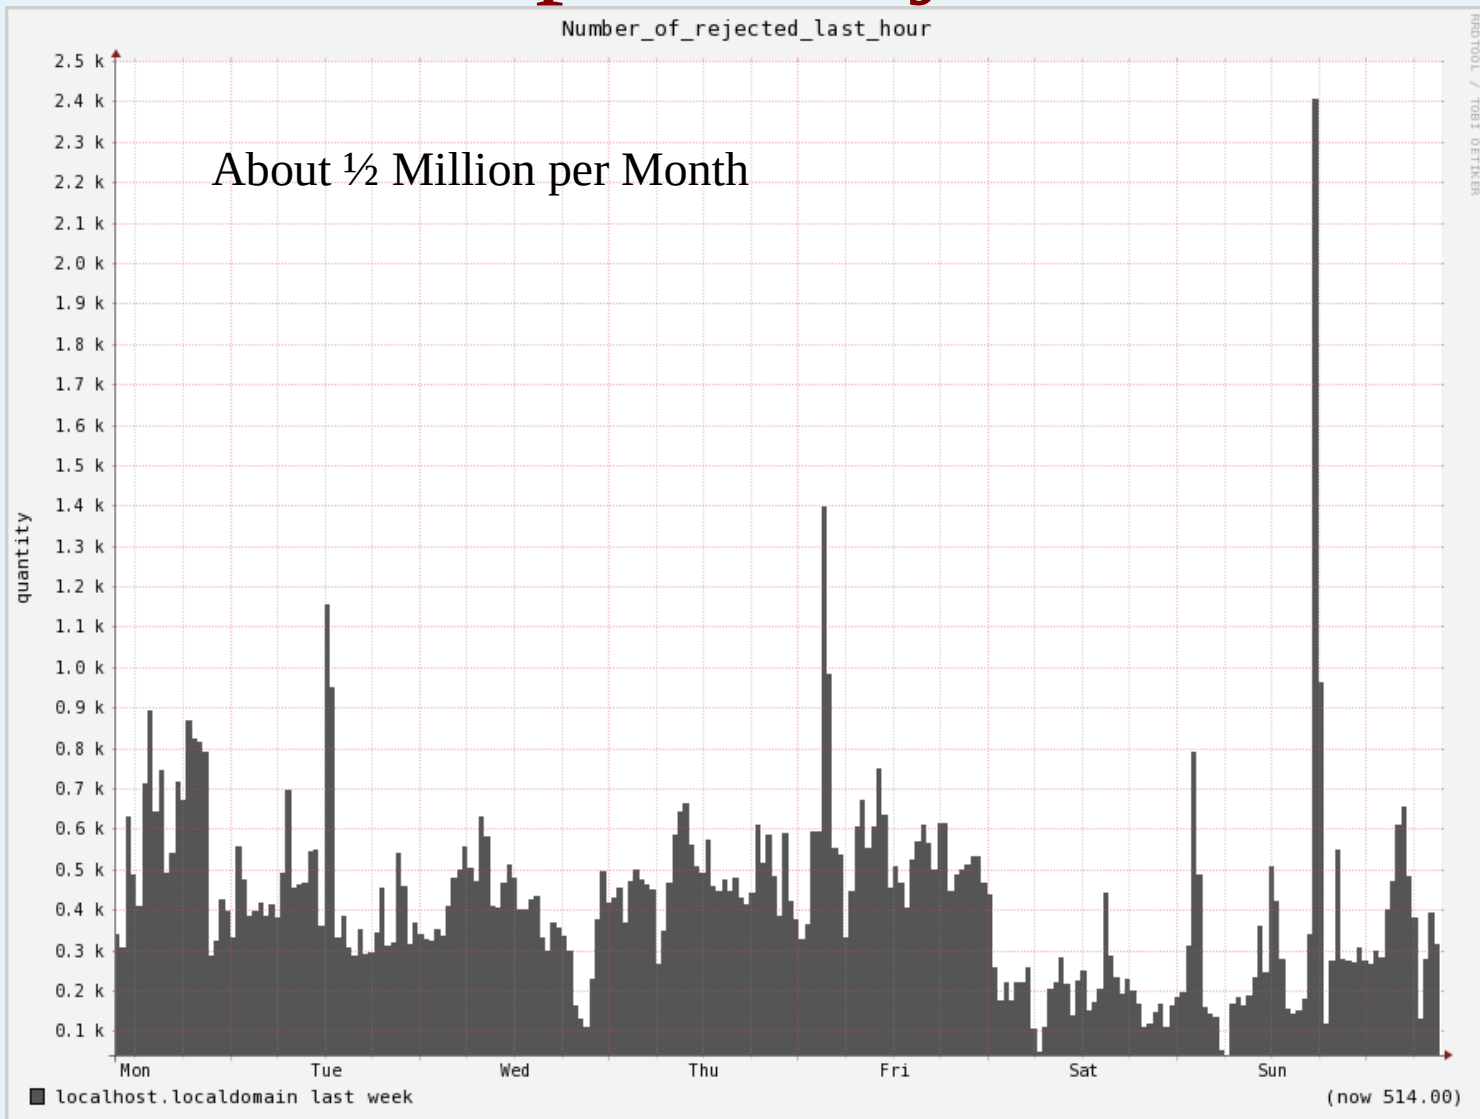 Number_of_rejected_last_hour
RRDTOOL / TOBI OETIKER
2.5 k
2.4 k
2.3 k
About ½ Million per Month
2.2 k
2.1 k
2.0 k
1.9 k
1.8 k
1.7 k
1.6 k
1.5 k
1.4 k
1.3 k
1.2 k
1.1 k
1.0 k
0.9 k
0.8 k
0.7 k
0.6 k
0.5 k
0.4 k
0.3 k
0.2 k
0.1 k
quantity
Mon Tue Wed Thu Fri Sat Sun
localhost.localdomain last week (now 514.00)